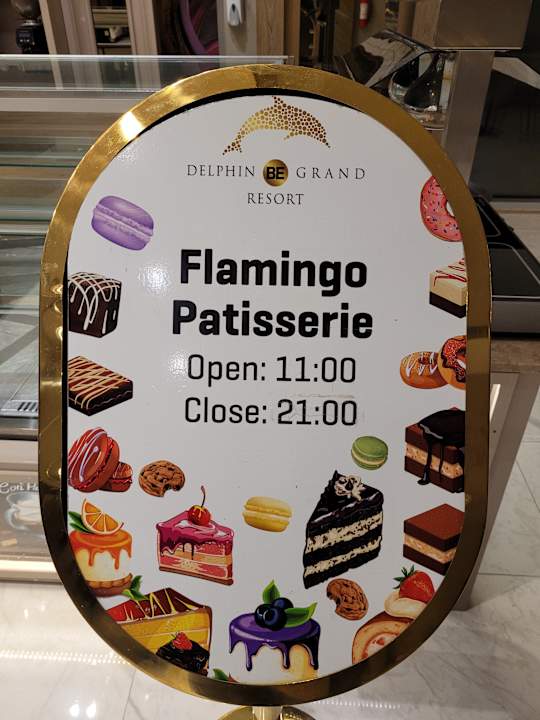 DELPHIN BE GRAND
RESORT
Flamingo
Patisserie
Open: 11:00
Close: 21:00